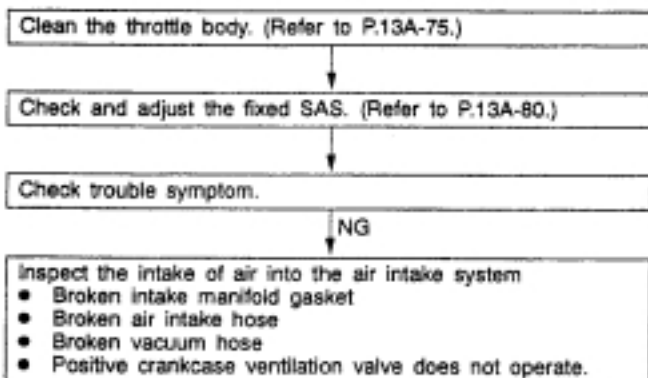 Clean the throttle body. (Refer to P.13A-75.)
Check and adjust the fixed SAS. (Refer to P.13A-80.)
Check trouble symptom.
NG
Inspect the intake of air into the air intake system
● Broken intake manifold gasket
● Broken air intake hose
● Broken vacuum hose
● Positive crankcase ventilation valve does not operate.